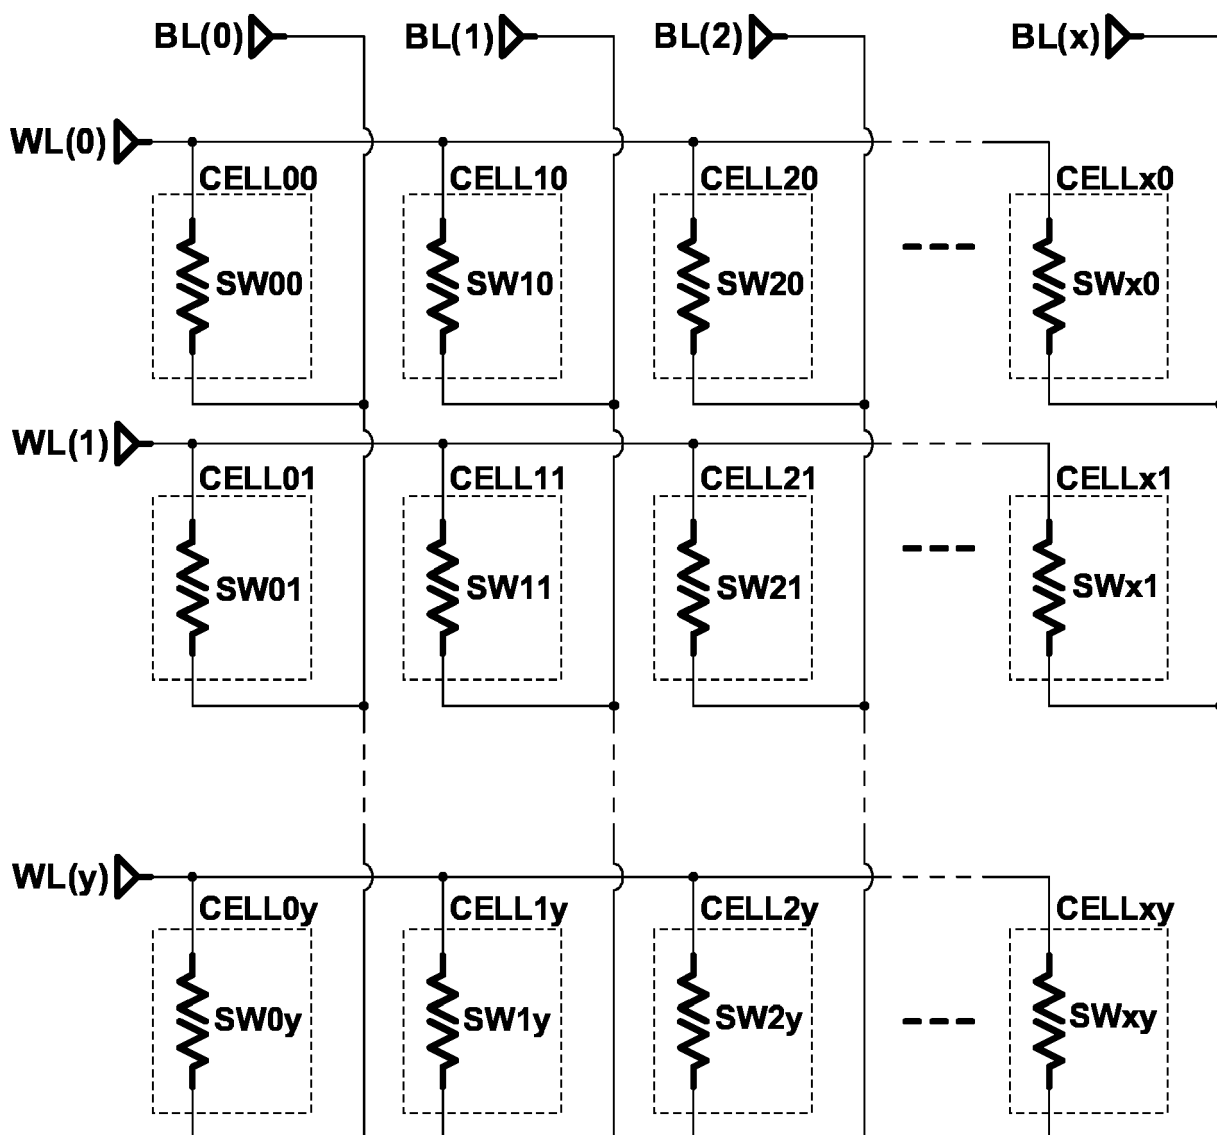 BL(0) BL(1) BL(2) BL(x)
WL(0)
CELL00 CELL10 CELL20 CELLx0
SW00 SW10 SW20 SWx0
WL(1)
CELL01 CELL11 CELL21 CELLx1
SW01 SW11 SW21 SWx1
WL(y)
CELL0y CELL1y CELL2y CELLxy
SW0y SW1y SW2y SWxy